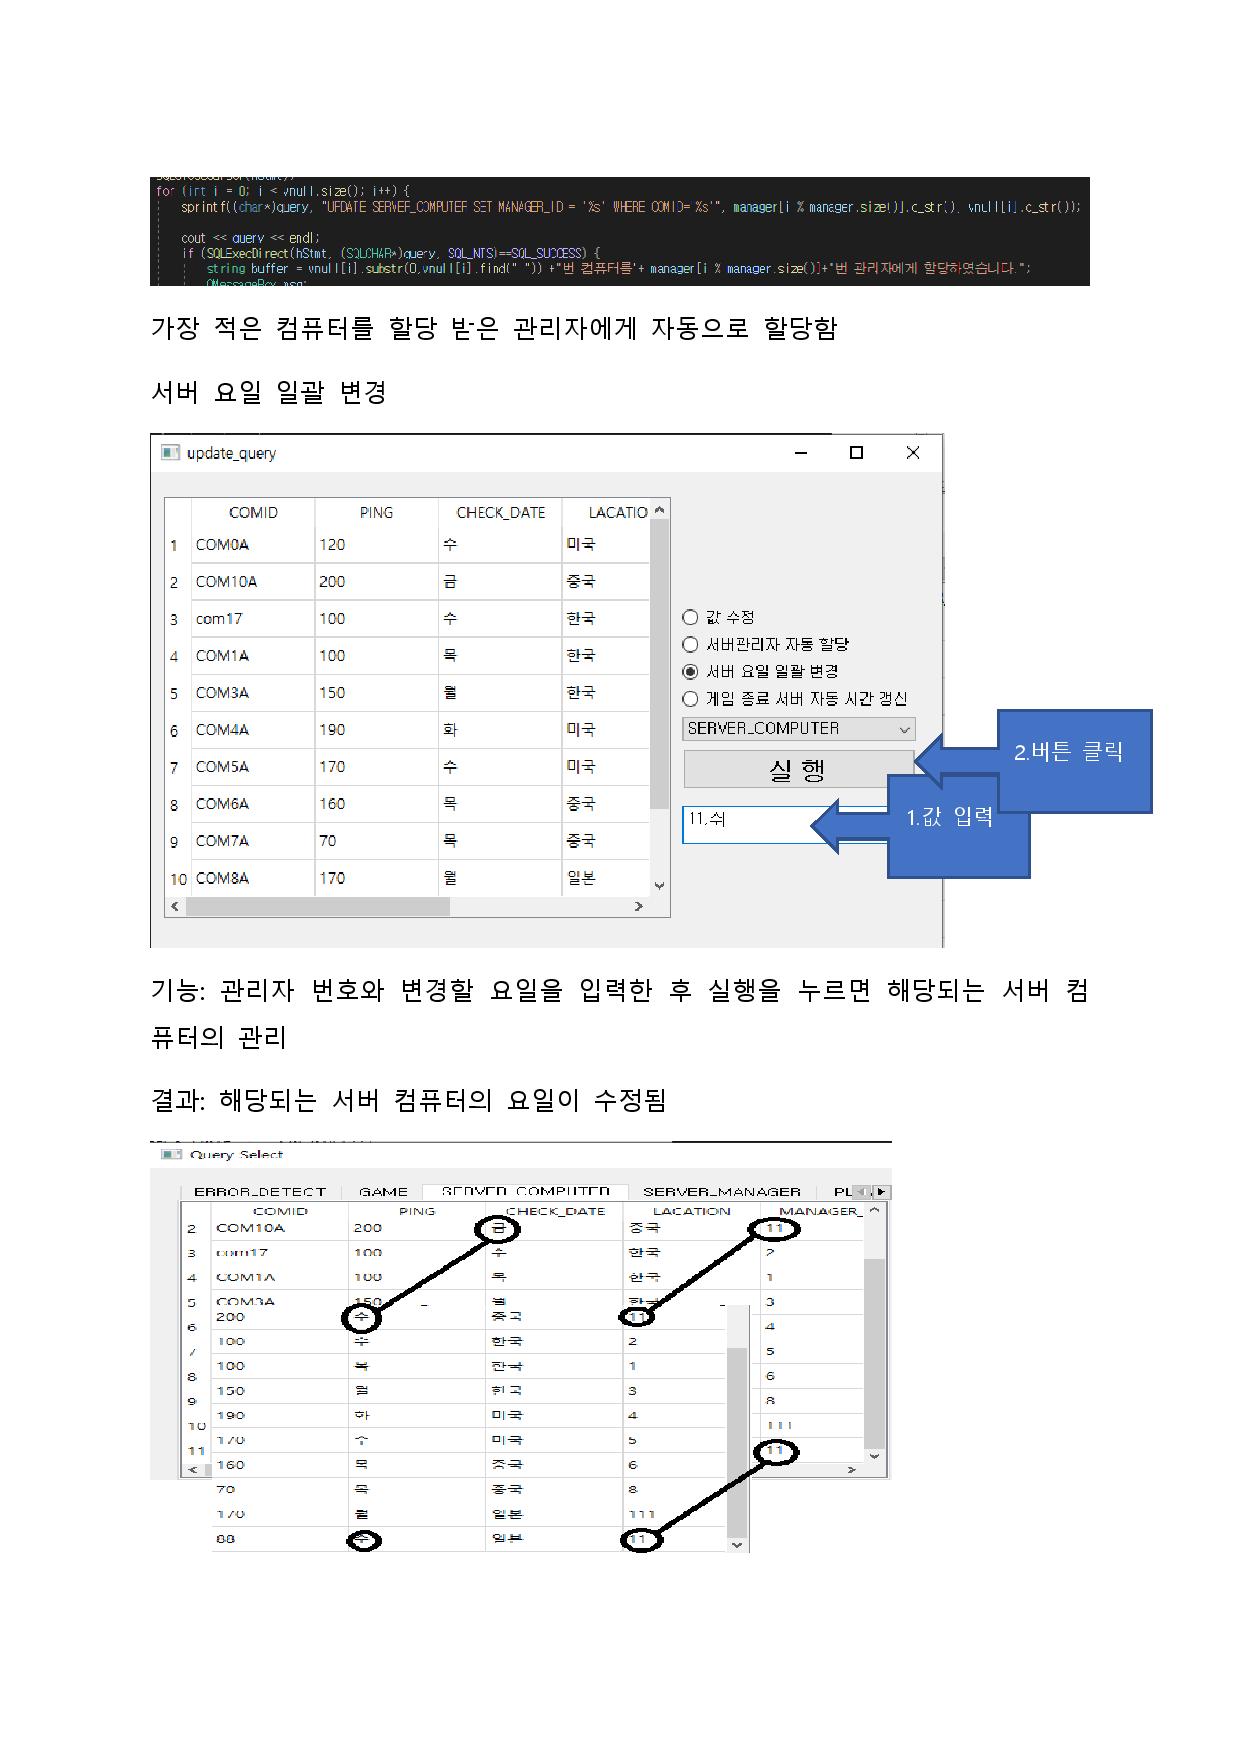 for (int i = 0; i < vnull.size(); i++) {
sprintf((char*)query, "UPDATE SERVER_COMPUTER SET MANAGER_ID = '%s' WHERE COMID='%s'", manager[i % manager.size()].c_str(), vnull[i].c_str());
cout << query << endl;
if (SQLExecDirect(hStmt, (SQLCHAR*)query, SQL_NTS)==SQL_SUCCESS) {
string buffer = vnull[i].substr(0,vnull[i].find(" ")) +"번 컴퓨터를"+ manager[i % manager.size()]+"번 관리자에게 할당하였습니다.";
QMessageBox msg;
가장 적은 컴퓨터를 할당 받은 관리자에게 자동으로 할당함
서버 요일 일괄 변경
update_query
COMID PING CHECK_DATE LACATIO
1 COM0A 120 수 미국
2 COM10A 200 금 중국
3 com17 100 수 한국
4 COM1A 100 목 한국
5 COM3A 150 월 한국
6 COM4A 190 화 미국
7 COM5A 170 수 미국
8 COM6A 160 목 중국
9 COM7A 70 목 중국
10 COM8A 170 월 일본
값 수정
서버관리자 자동 할당
서버 요일 일괄 변경
게임 종료 서버 자동 시간 갱신
SERVER_COMPUTER
실행
11,수
2.버튼 클릭
1.값 입력
기능: 관리자 번호와 변경할 요일을 입력한 후 실행을 누르면 해당되는 서버 컴
퓨터의 관리
결과: 해당되는 서버 컴퓨터의 요일이 수정됨
Query Select
ERROR_DETECT GAME SERVER_COMPUTER SERVER_MANAGER
COMID PING CHECK_DATE LACATION MANAGER_
2 COM10A 200 금 중국 11
3 com17 100 수 한국 2
4 COM1A 100 목 한국 1
5 COM3A 150 월 한국 3
6 4
7 5
8 6
9 8
10 111
11 11
200 수 중국 11
100 수 한국 2
100 목 한국 1
150 월 한국 3
190 화 미국 4
170 수 미국 5
160 목 중국 6
70 목 중국 8
170 월 일본 111
88 수 일본 11